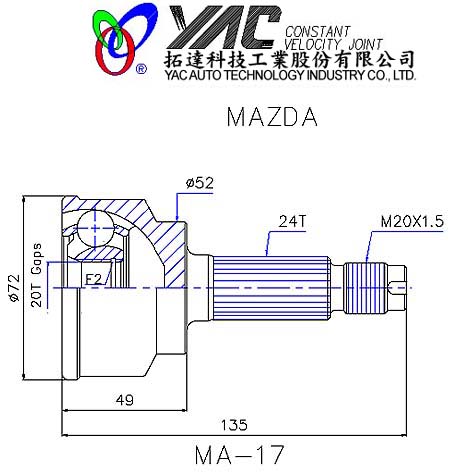 YAC CONSTANT
VELOCITY JOINT
®
拓達科技工業股份有限公司
YAC AUTO TECHNOLOGY INDUSTRY CO., LTD.
MAZDA
ø52
24T
M20X1.5
ø72
20T Gaps
F2
49
135
MA-17